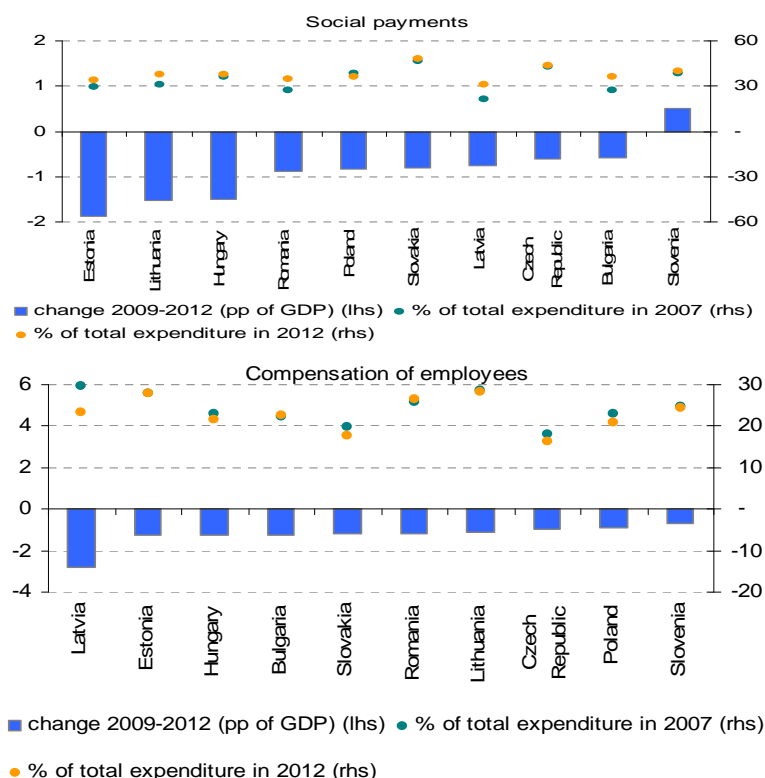 Social payments
2 60
1 30
0 -
-1 -30
-2 -60
Estonia
Lithuania
Hungary
Romania
Poland
Slovakia
Latvia
Czech
Republic
Bulgaria
Slovenia
change 2009-2012 (pp of GDP) (lhs) % of total expenditure in 2007 (rhs)
% of total expenditure in 2012 (rhs)
Compensation of employees
6 30
4 20
2 10
0 -
-2 -10
-4 -20
Latvia
Estonia
Hungary
Bulgaria
Slovakia
Romania
Lithuania
Czech
Republic
Poland
Slovenia
change 2009-2012 (pp of GDP) (lhs) % of total expenditure in 2007 (rhs)
% of total expenditure in 2012 (rhs)